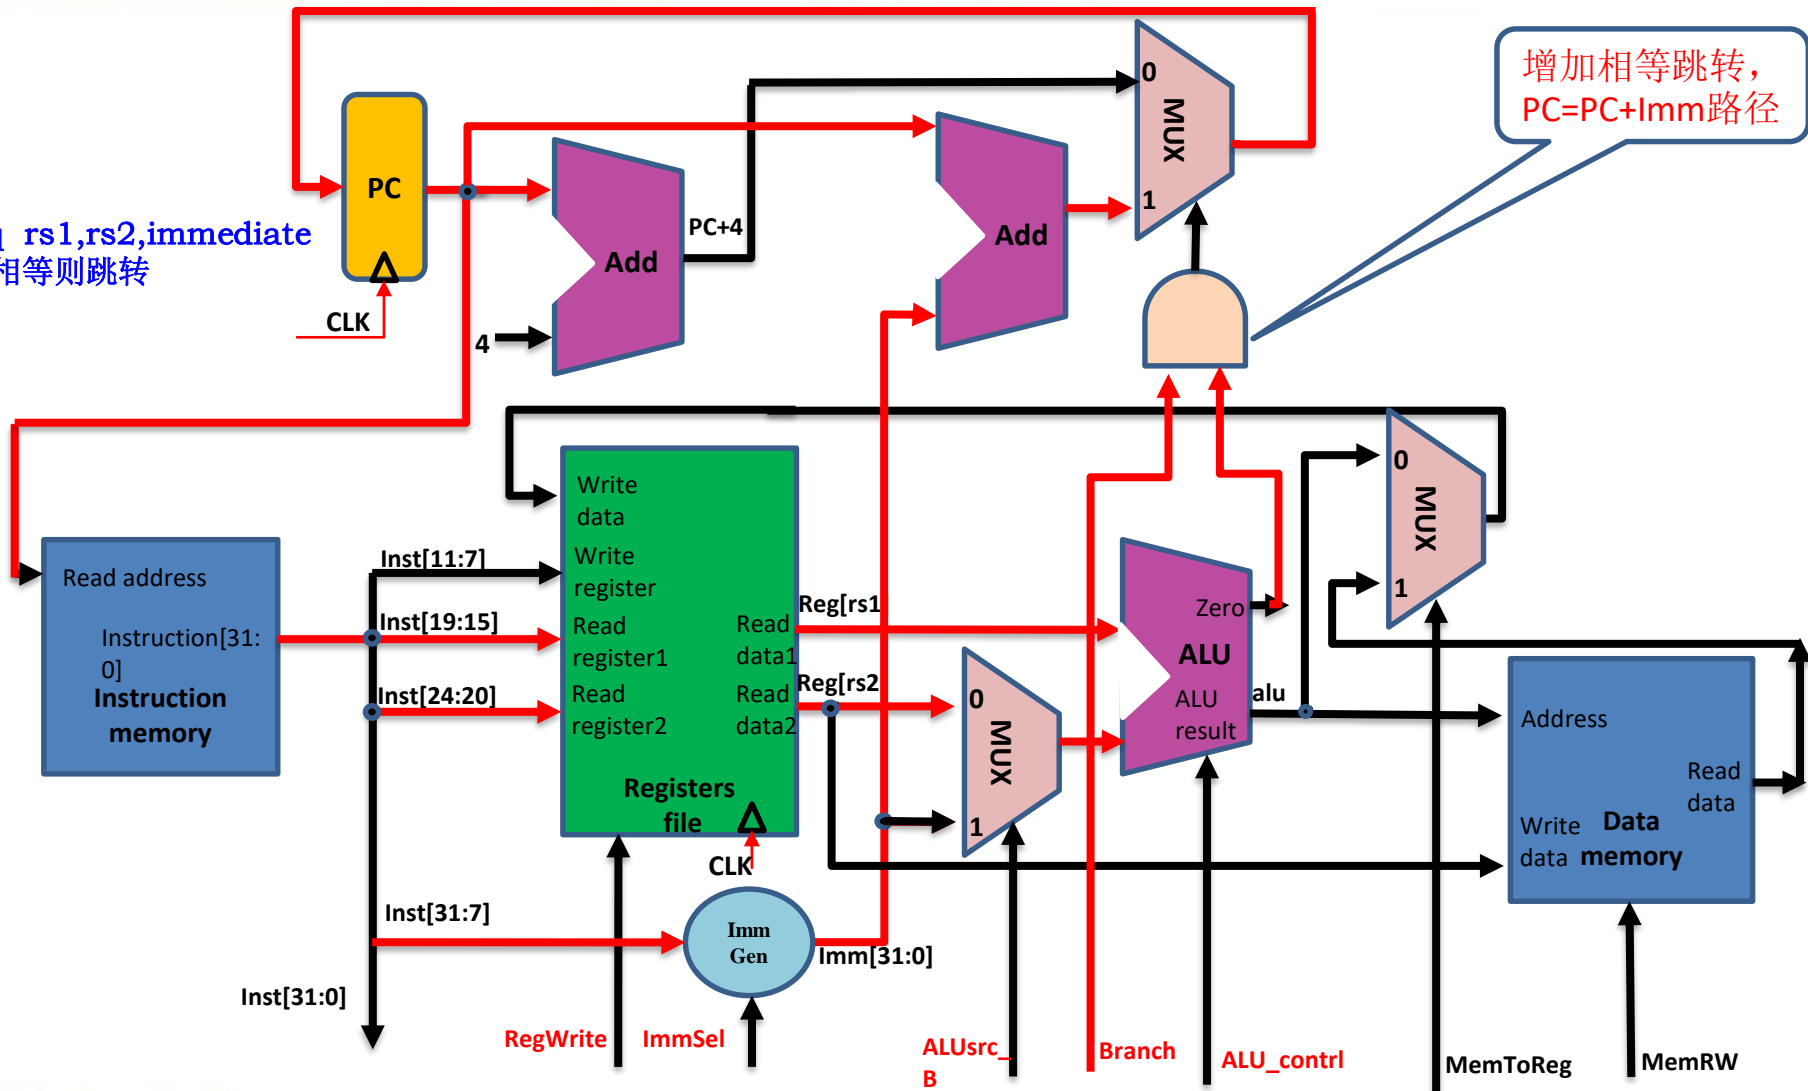 增加相等跳转，
PC=PC+Imm路径
0
MUX
1
PC
rs1,rs2,immediate
相等则跳转
CLK
Add
PC+4
4
Add
Write
data
Write
register
Read
register1
Read
register2
Read
data1
Read
data2
Registers
file
CLK
Read address
Instruction[31:
0]
Instruction
memory
Inst[11:7]
Inst[19:15]
Inst[24:20]
Inst[31:7]
Inst[31:0]
Reg[rs1
Reg[rs2
0
MUX
1
Zero
ALU
ALU
result
alu
0
MUX
1
Address
Read
data
Write
data
Data
memory
Imm
Gen
Imm[31:0]
RegWrite
ImmSel
ALUsrc_
B
Branch
ALU_contrl
MemToReg
MemRW